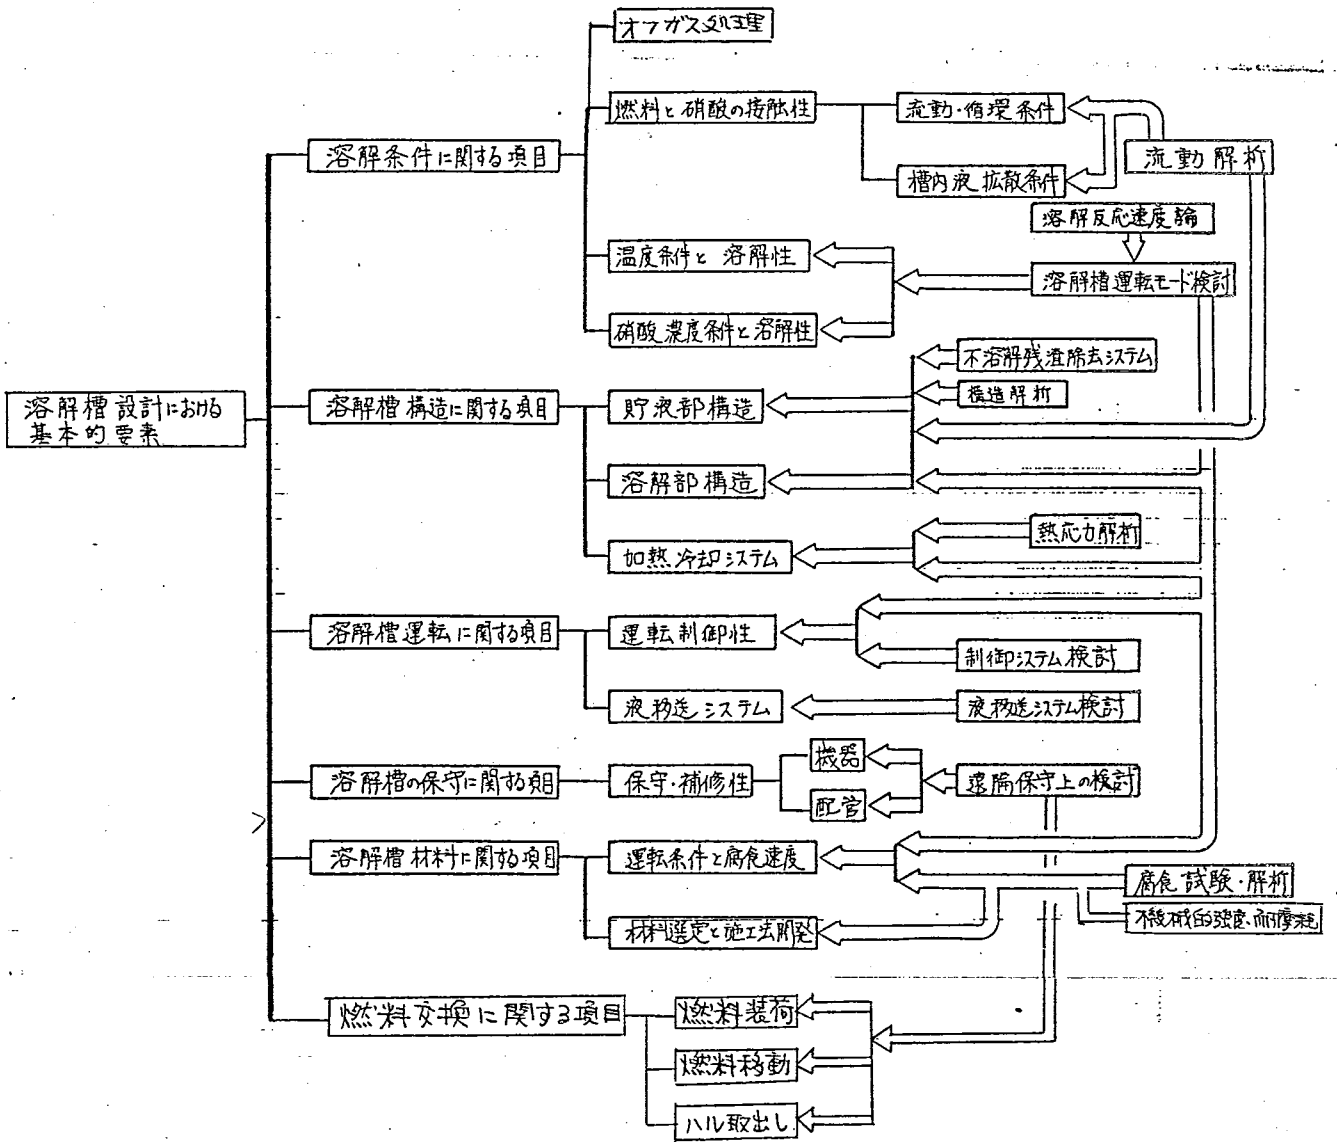 オフガス処理
燃料と硝酸の接触性
流動・循環条件
溶解条件に関する項目
流動解析
槽内液拡散条件
溶解反応速度論
温度条件と溶解性
溶解槽運転モード検討
硝酸濃度条件と溶解性
不溶解残渣除去システム
構造解析
溶解槽設計における
基本的要素
溶解槽構造に関する項目
貯液部構造
溶解部構造
熱応力解析
加熱冷却システム
溶解槽運転に関する項目
運転制御性
制御システム検討
液移送システム
液移送システム検討
機器
溶解槽の保守に関する項目
保守・補修性
遠隔保守上の検討
配管
溶解槽材料に関する項目
運転条件と腐食速度
腐食試験・解析
機械的強度、耐摩耗
材料選定と施工法開発
燃料交換に関する項目
燃料装荷
燃料移動
ハル取出し